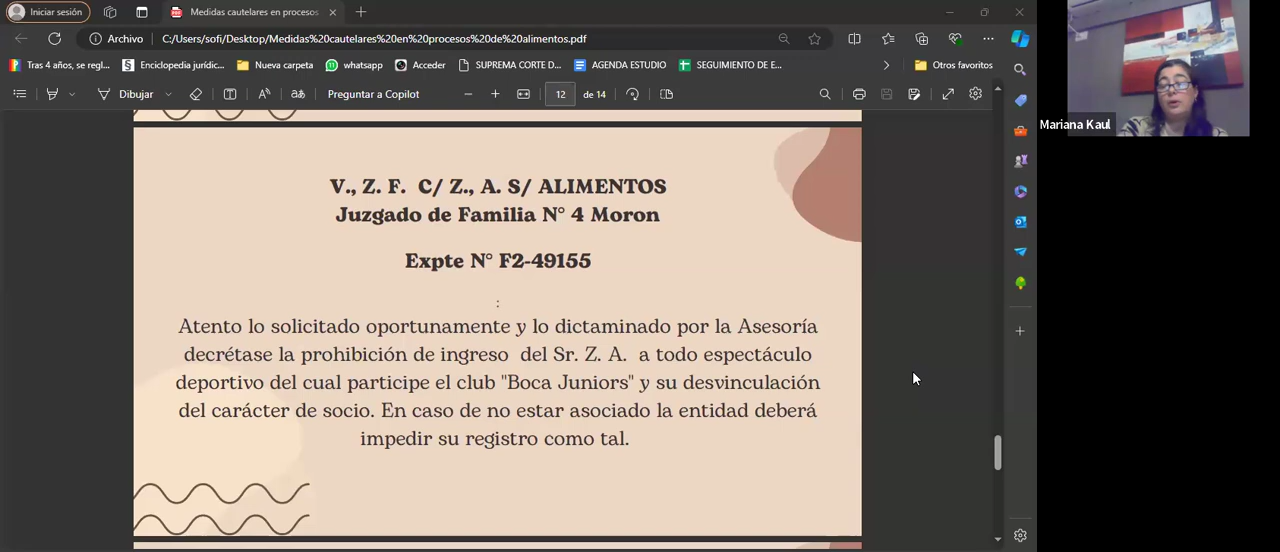 Iniciar sesión
Medidas cautelares en procesos
Archivo
C:/Users/sofi/Desktop/Medidas%20cautelares%20en%20procesos%20de%20alimentos.pdf
Tras 4 años, se regl...
Enciclopedia jurídic...
Nueva carpeta
whatsapp
Acceder
SUPREMA CORTE D...
AGENDA ESTUDIO
SEGUIMIENTO DE E...
Otros favoritos
Dibujar
Preguntar a Copilot
12
de 14
V., Z. F. C/ Z., A. S/ ALIMENTOS
Juzgado de Familia N° 4 Moron
Expte N° F2-49155
:
Atento lo solicitado oportunamente y lo dictaminado por la Asesoría
decrétase la prohibición de ingreso del Sr. Z. A. a todo espectáculo
deportivo del cual participe el club "Boca Juniors" y su desvinculación
del carácter de socio. En caso de no estar asociado la entidad deberá
impedir su registro como tal.
Mariana Kaul